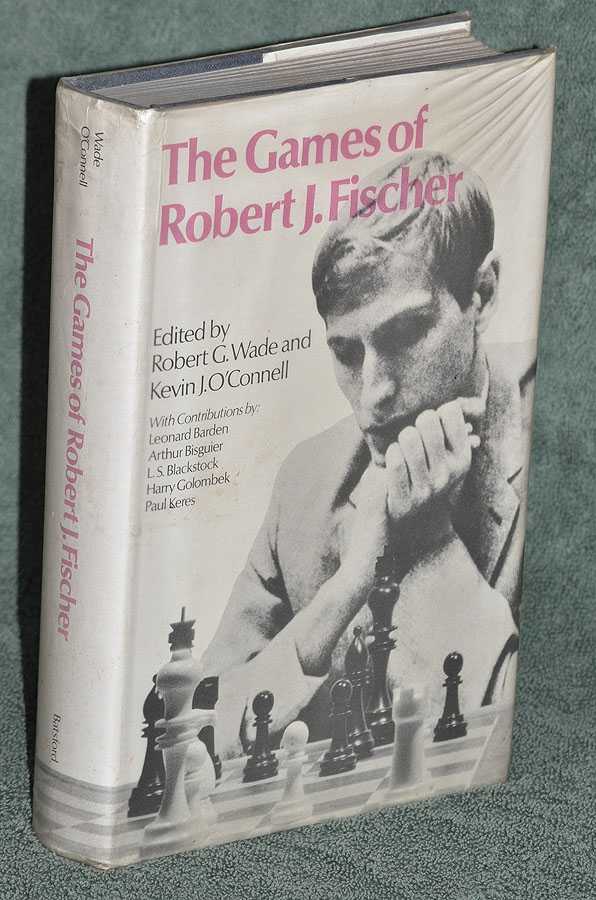 Wade
O'Connell
The Games of Robert J. Fischer
Batsford
The Games of
Robert J. Fischer
Edited by
Robert G. Wade and
Kevin J. O'Connell
With Contributions by:
Leonard Barden
Arthur Bisguier
L. S. Blackstock
Harry Golombek
Paul Keres